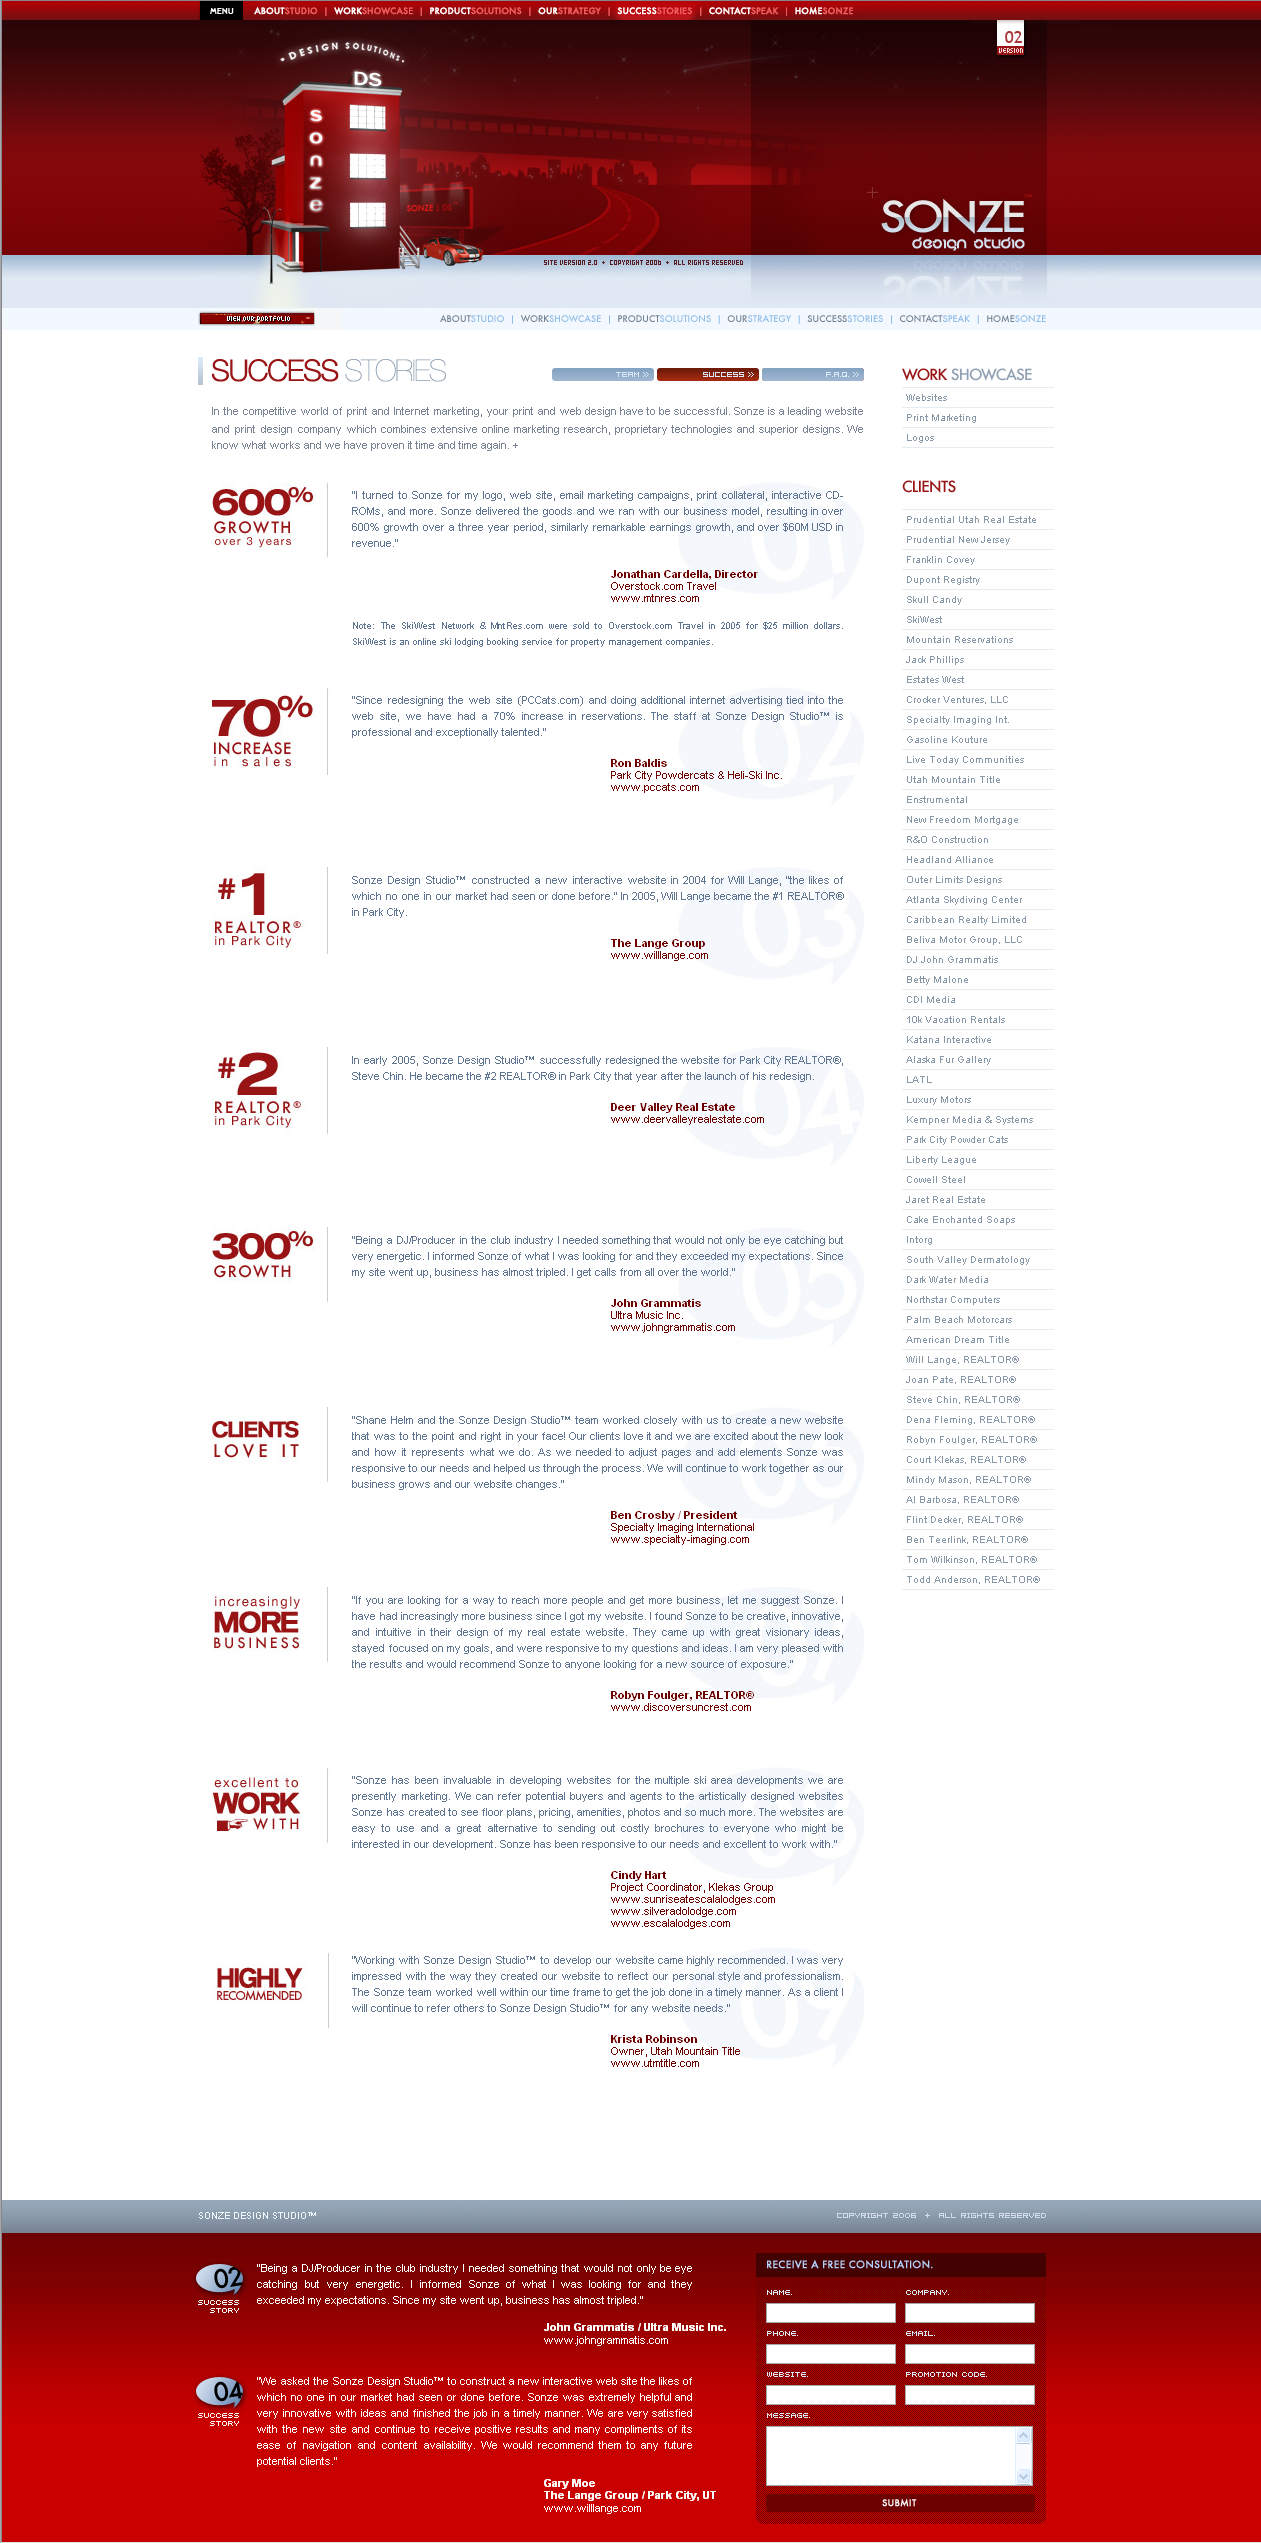 MENU ABOUTSTUDIO | WORKSHOWCASE | PRODUCTSOLUTIONS | OURSTRATEGY | SUCCESSSTORIES | CONTACTSPEAK | HOMESONZE
02
VERSION
• DESIGN SOLUTIONS •
DS
sonze
SONZE | DS
SONZE™
design studio
SITE VERSION 2.0 + COPYRIGHT 2006 + ALL RIGHTS RESERVED
VIEW OUR PORTFOLIO
ABOUTSTUDIO | WORKSHOWCASE | PRODUCTSOLUTIONS | OURSTRATEGY | SUCCESSSTORIES | CONTACTSPEAK | HOMESONZE
SUCCESS STORIES
TEAM >> SUCCESS >> F.A.Q. >>
In the competitive world of print and Internet marketing, your print and web design have to be successful. Sonze is a leading website
and print design company which combines extensive online marketing research, proprietary technologies and superior designs. We
know what works and we have proven it time and time again. +
600%
GROWTH
over 3 years
01
"I turned to Sonze for my logo, web site, email marketing campaigns, print collateral, interactive CD-
ROMs, and more. Sonze delivered the goods and we ran with our business model, resulting in over
600% growth over a three year period, similarly remarkable earnings growth, and over $60M USD in
revenue."
Jonathan Cardella, Director
Overstock.com Travel
www.mtnres.com
Note: The SkiWest Network & MntRes.com were sold to Overstock.com Travel in 2005 for $25 million dollars.
SkiWest is an online ski lodging booking service for property management companies.
70%
INCREASE
in sales
02
"Since redesigning the web site (PCCats.com) and doing additional internet advertising tied into the
web site, we have had a 70% increase in reservations. The staff at Sonze Design Studio™ is
professional and exceptionally talented."
Ron Baldis
Park City Powdercats & Heli-Ski Inc.
www.pccats.com
#1
REALTOR®
in Park City
03
Sonze Design Studio™ constructed a new interactive website in 2004 for Will Lange, "the likes of
which no one in our market had seen or done before." In 2005, Will Lange became the #1 REALTOR®
in Park City.
The Lange Group
www.willlange.com
#2
REALTOR®
in Park City
04
In early 2005, Sonze Design Studio™ successfully redesigned the website for Park City REALTOR®,
Steve Chin. He became the #2 REALTOR® in Park City that year after the launch of his redesign.
Deer Valley Real Estate
www.deervalleyrealestate.com
300%
GROWTH
05
"Being a DJ/Producer in the club industry I needed something that would not only be eye catching but
very energetic. I informed Sonze of what I was looking for and they exceeded my expectations. Since
my site went up, business has almost tripled. I get calls from all over the world."
John Grammatis
Ultra Music Inc.
www.johngrammatis.com
CLIENTS
LOVE IT
"Shane Helm and the Sonze Design Studio™ team worked closely with us to create a new website
that was to the point and right in your face! Our clients love it and we are excited about the new look
and how it represents what we do. As we needed to adjust pages and add elements Sonze was
responsive to our needs and helped us through the process. We will continue to work together as our
business grows and our website changes."
Ben Crosby / President
Specialty Imaging International
www.specialty-imaging.com
increasingly
MORE
BUSINESS
07
"If you are looking for a way to reach more people and get more business, let me suggest Sonze. I
have had increasingly more business since I got my website. I found Sonze to be creative, innovative,
and intuitive in their design of my real estate website. They came up with great visionary ideas,
stayed focused on my goals, and were responsive to my questions and ideas. I am very pleased with
the results and would recommend Sonze to anyone looking for a new source of exposure."
Robyn Foulger, REALTOR®
www.discoversuncrest.com
excellent to
WORK
WITH
"Sonze has been invaluable in developing websites for the multiple ski area developments we are
presently marketing. We can refer potential buyers and agents to the artistically designed websites
Sonze has created to see floor plans, pricing, amenities, photos and so much more. The websites are
easy to use and a great alternative to sending out costly brochures to everyone who might be
interested in our development. Sonze has been responsive to our needs and excellent to work with."
Cindy Hart
Project Coordinator, Klekas Group
www.sunriseatescalalodges.com
www.silveradolodge.com
www.escalalodges.com
HIGHLY
RECOMMENDED
07
"Working with Sonze Design Studio™ to develop our website came highly recommended. I was very
impressed with the way they created our website to reflect our personal style and professionalism.
The Sonze team worked well within our time frame to get the job done in a timely manner. As a client I
will continue to refer others to Sonze Design Studio™ for any website needs."
Krista Robinson
Owner, Utah Mountain Title
www.utmtitle.com
WORK SHOWCASE
Websites
Print Marketing
Logos
CLIENTS
Prudential Utah Real Estate
Prudential New Jersey
Franklin Covey
Dupont Registry
Skull Candy
SkiWest
Mountain Reservations
Jack Phillips
Estates West
Crocker Ventures, LLC
Specialty Imaging Int.
Gasoline Kouture
Live Today Communities
Utah Mountain Title
Enstrumental
New Freedom Mortgage
R&O Construction
Headland Alliance
Outer Limits Designs
Atlanta Skydiving Center
Caribbean Realty Limited
Beliva Motor Group, LLC
DJ John Grammatis
Betty Malone
CDI Media
10k Vacation Rentals
Katana Interactive
Alaska Fur Gallery
LATL
Luxury Motors
Kempner Media & Systems
Park City Powder Cats
Liberty League
Cowell Steel
Jaret Real Estate
Cake Enchanted Soaps
Intorg
South Valley Dermatology
Dark Water Media
Northstar Computers
Palm Beach Motorcars
American Dream Title
Will Lange, REALTOR®
Joan Pate, REALTOR®
Steve Chin, REALTOR®
Dena Fleming, REALTOR®
Robyn Foulger, REALTOR®
Court Klekas, REALTOR®
Mindy Mason, REALTOR®
Al Barbosa, REALTOR®
Flint Decker, REALTOR®
Ben Teerlink, REALTOR®
Tom Wilkinson, REALTOR®
Todd Anderson, REALTOR®
SONZE DESIGN STUDIO™
COPYRIGHT 2006 + ALL RIGHTS RESERVED
02
SUCCESS
STORY
"Being a DJ/Producer in the club industry I needed something that would not only be eye
catching but very energetic. I informed Sonze of what I was looking for and they
exceeded my expectations. Since my site went up, business has almost tripled."
John Grammatis / Ultra Music Inc.
www.johngrammatis.com
04
SUCCESS
STORY
"We asked the Sonze Design Studio™ to construct a new interactive web site the likes of
which no one in our market had seen or done before. Sonze was extremely helpful and
very innovative with ideas and finished the job in a timely manner. We are very satisfied
with the new site and continue to receive positive results and many compliments of its
ease of navigation and content availability. We would recommend them to any future
potential clients."
Gary Moe
The Lange Group / Park City, UT
www.willlange.com
RECEIVE A FREE CONSULTATION.
NAME. COMPANY.
PHONE. EMAIL.
WEBSITE. PROMOTION CODE.
MESSAGE.
SUBMIT